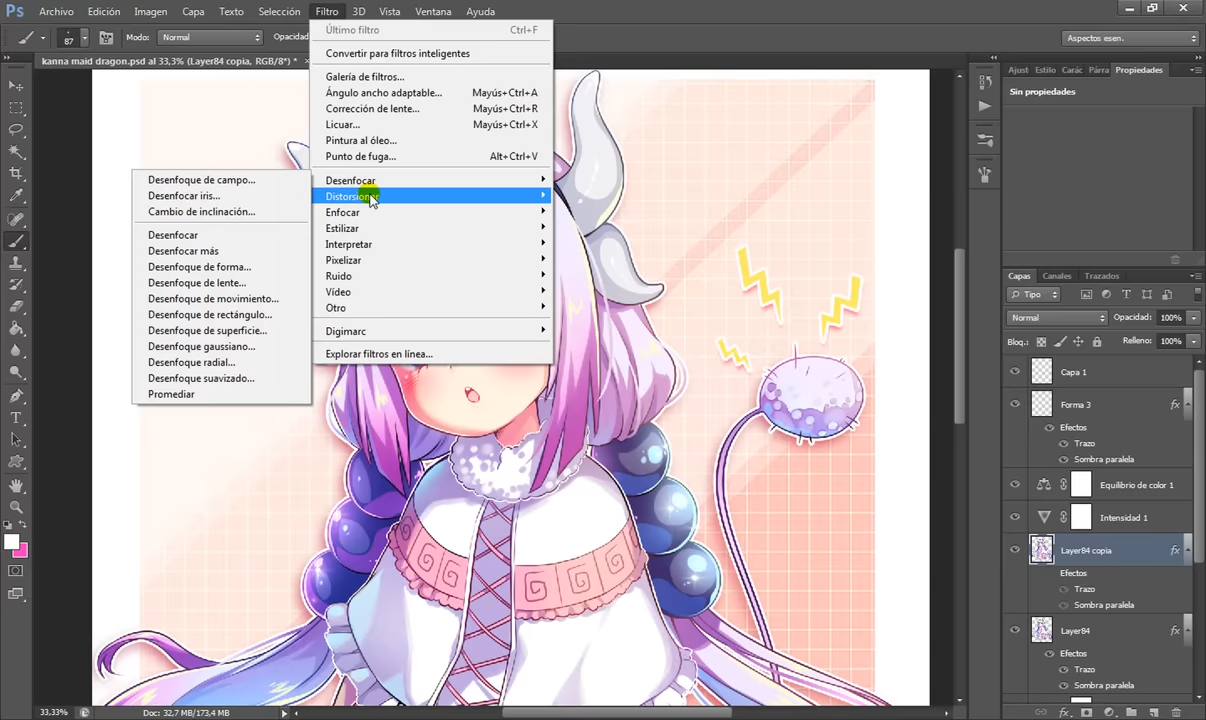 Ps Archivo Edición Imagen Capa Texto Selección Filtro 3D Vista Ventana Ayuda
87 Modo: Normal Opacidad Aspectos esen.
kanna maid dragon.psd al 33,3% (Layer84 copia, RGB/8*) *
Último filtro Ctrl+F
Convertir para filtros inteligentes
Galería de filtros...
Ángulo ancho adaptable... Mayús+Ctrl+A
Corrección de lente... Mayús+Ctrl+R
Licuar... Mayús+Ctrl+X
Pintura al óleo...
Punto de fuga... Alt+Ctrl+V
Desenfocar
Distorsionar
Enfocar
Estilizar
Interpretar
Pixelizar
Ruido
Vídeo
Otro
Digimarc
Explorar filtros en línea...
Desenfoque de campo...
Desenfocar iris...
Cambio de inclinación...
Desenfocar
Desenfocar más
Desenfoque de forma...
Desenfoque de lente...
Desenfoque de movimiento...
Desenfoque de rectángulo...
Desenfoque de superficie...
Desenfoque gaussiano...
Desenfoque radial...
Desenfoque suavizado...
Promediar
Ajust Estilo Carác Párra Propiedades
Sin propiedades
Capas Canales Trazados
Tipo
Normal Opacidad: 100%
Bloq.: Relleno: 100%
Capa 1
Forma 3 fx
Efectos
Trazo
Sombra paralela
Equilibrio de color 1
Intensidad 1
Layer84 copia fx
Efectos
Trazo
Sombra paralela
Layer84 fx
Efectos
Trazo
Sombra paralela
33,33% Doc: 32,7 MB/173,4 MB